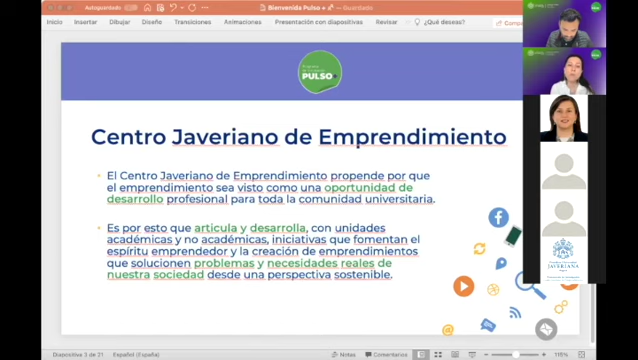 Autoguardado
Bienvenida Pulso + — Guardado
Inicio Insertar Dibujar Diseño Transiciones Animaciones Presentación con diapositivas Revisar ¿Qué deseas?
PULSO+
Centro Javeriano de Emprendimiento
• El Centro Javeriano de Emprendimiento propende por que
el emprendimiento sea visto como una oportunidad de
desarrollo profesional para toda la comunidad universitaria.
• Es por esto que articula y desarrolla, con unidades
académicas y no académicas, iniciativas que fomentan el
espíritu emprendedor y la creación de emprendimientos
que solucionen problemas y necesidades reales de
nuestra sociedad desde una perspectiva sostenible.
JAVERIANA
Diapositiva 3 de 21 Español (España) Notas Comentarios 115%